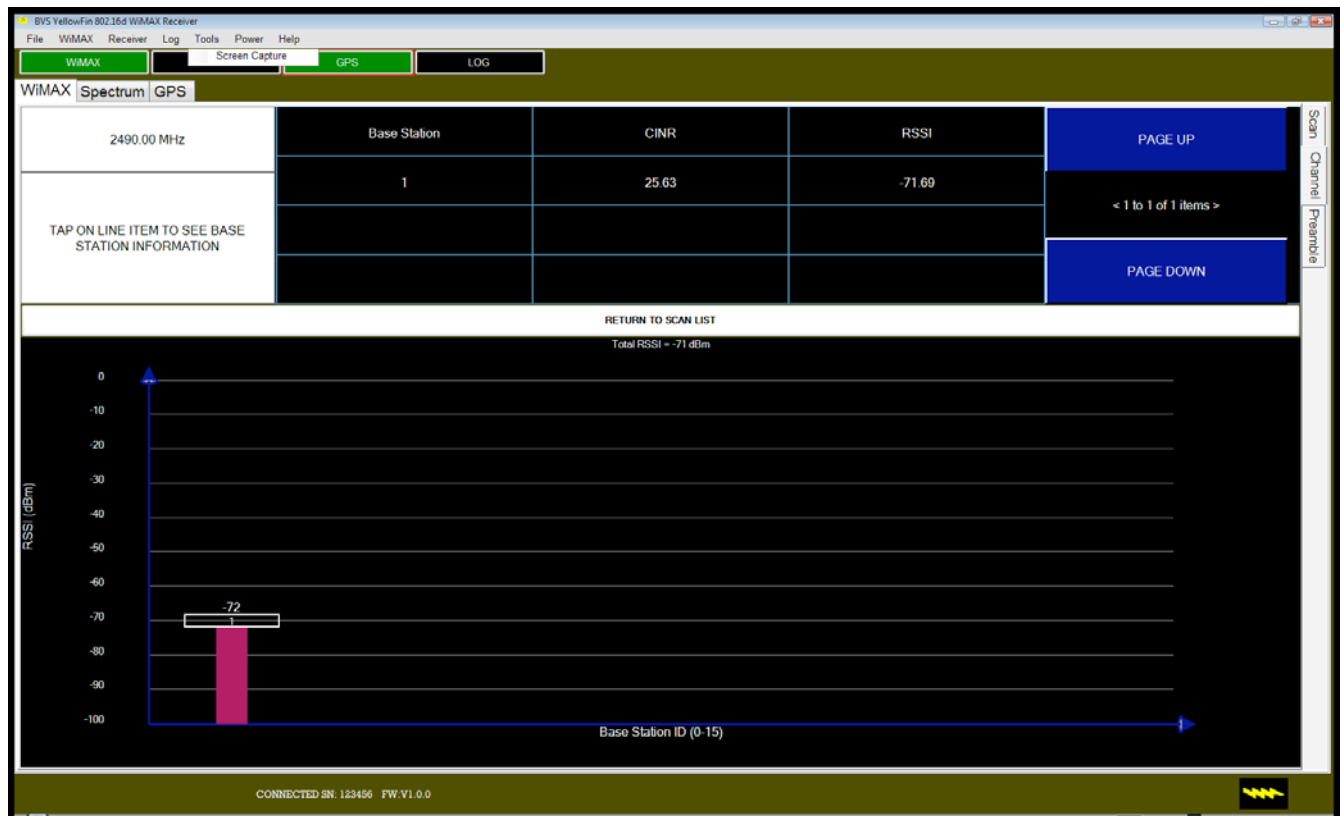 BVS YellowFin 802.16d WiMAX Receiver
File WiMAX Receiver Log Tools Power Help
Screen Capture
WiMAX GPS LOG
WiMAX Spectrum GPS
2490.00 MHz
TAP ON LINE ITEM TO SEE BASE
STATION INFORMATION
Base Station CINR RSSI
1 25.63 -71.69
PAGE UP
< 1 to 1 of 1 items >
PAGE DOWN
Scan
Channel
Preamble
RETURN TO SCAN LIST
Total RSSI = -71 dBm
RSSI (dBm)
0
-10
-20
-30
-40
-50
-60
-70
-80
-90
-100
-72
1
Base Station ID (0-15)
CONNECTED SN: 123456 FW:V1.0.0